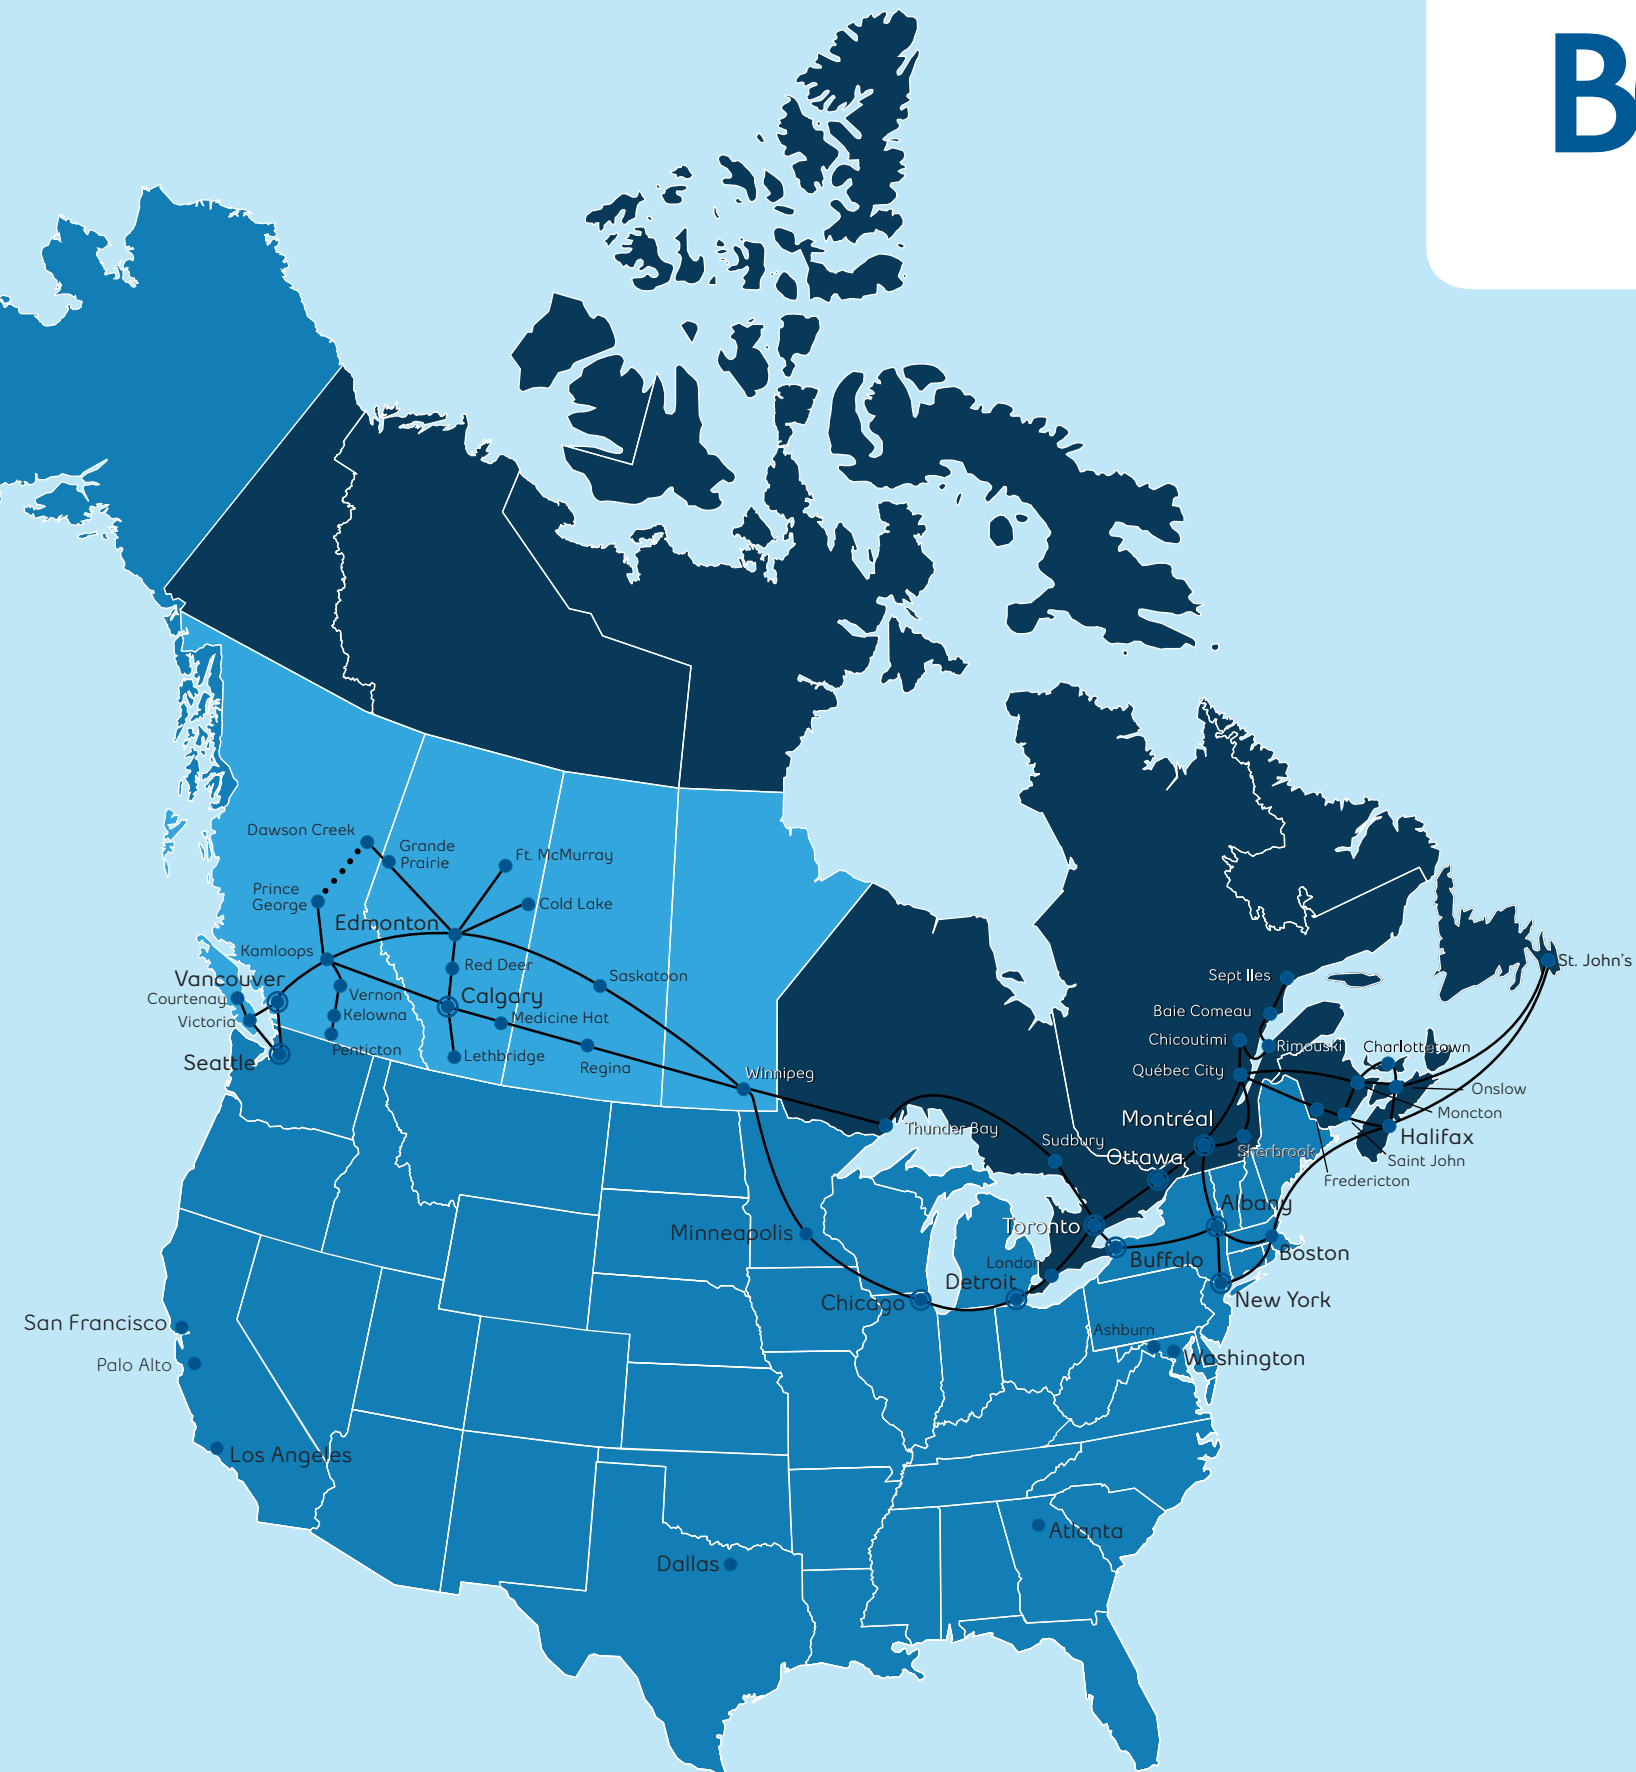 B
Dawson Creek
Grande
Prairie
Ft. McMurray
Prince
George
Cold Lake
Edmonton
Kamloops
Red Deer
Saskatoon
Sept Iles
St. John's
Vancouver
Courtenay
Vernon
Calgary
Victoria
Kelowna
Medicine Hat
Baie Comeau
Chicoutimi
Rimouski
Charlottetown
Seattle
Penticton
Lethbridge
Regina
Winnipeg
Québec City
Onslow
Moncton
Thunder Bay
Montréal
Halifax
Sudbury
Ottawa
Sherbrook
Saint John
Fredericton
Albany
Minneapolis
Toronto
Buffalo
Boston
London
Detroit
Chicago
New York
San Francisco
Ashburn
Palo Alto
Washington
Los Angeles
Atlanta
Dallas